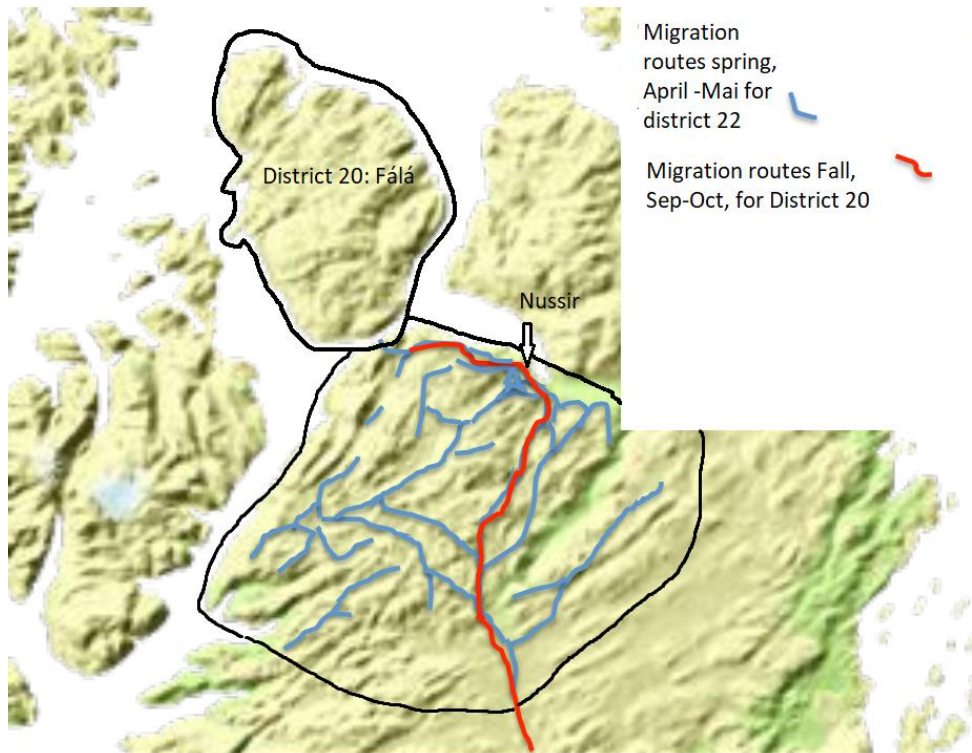 Migration
routes spring,
April -Mai for
district 22
Migration routes Fall,
Sep-Oct, for District 20
District 20: Fálá
Nussir